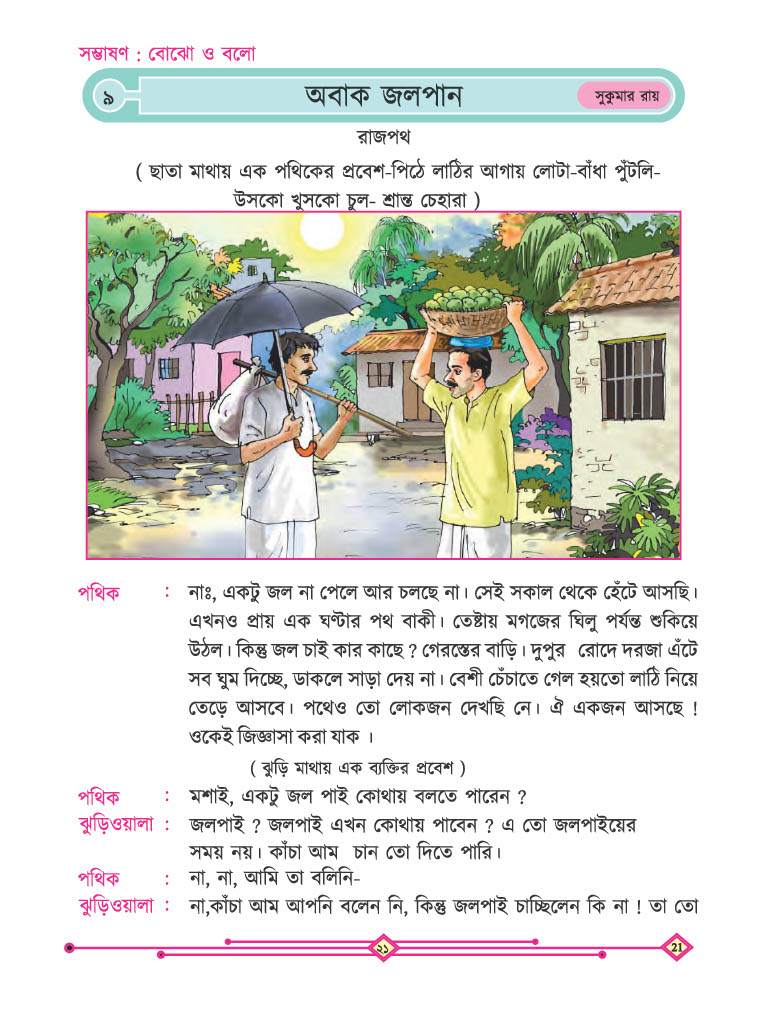 সম্ভাষণ : বোঝো ও বলো
৯ অবাক জলপান সুকুমার রায়
রাজপথ
( ছাতা মাথায় এক পথিকের প্রবেশ-পিঠে লাঠির আগায় লোটা-বাঁধা পুঁটলি-
উসকো খুসকো চুল- শ্রান্ত চেহারা )
পথিক : নাঃ, একটু জল না পেলে আর চলছে না। সেই সকাল থেকে হেঁটে আসছি।
এখনও প্রায় এক ঘণ্টার পথ বাকী। তেষ্টায় মগজের ঘিলু পর্যন্ত শুকিয়ে
উঠল। কিন্তু জল চাই কার কাছে ? গেরস্তের বাড়ি। দুপুর রোদে দরজা এঁটে
সব ঘুম দিচ্ছে, ডাকলে সাড়া দেয় না। বেশী চেঁচাতে গেল হয়তো লাঠি নিয়ে
তেড়ে আসবে। পথেও তো লোকজন দেখছি নে। ঐ একজন আসছে !
ওকেই জিজ্ঞাসা করা যাক ।
( ঝুড়ি মাথায় এক ব্যক্তির প্রবেশ )
পথিক : মশাই, একটু জল পাই কোথায় বলতে পারেন ?
ঝুড়িওয়ালা : জলপাই ? জলপাই এখন কোথায় পাবেন ? এ তো জলপাইয়ের
সময় নয়। কাঁচা আম চান তো দিতে পারি।
পথিক : না, না, আমি তা বলিনি-
ঝুড়িওয়ালা : না,কাঁচা আম আপনি বলেন নি, কিন্তু জলপাই চাচ্ছিলেন কি না ! তা তো
২১ 21